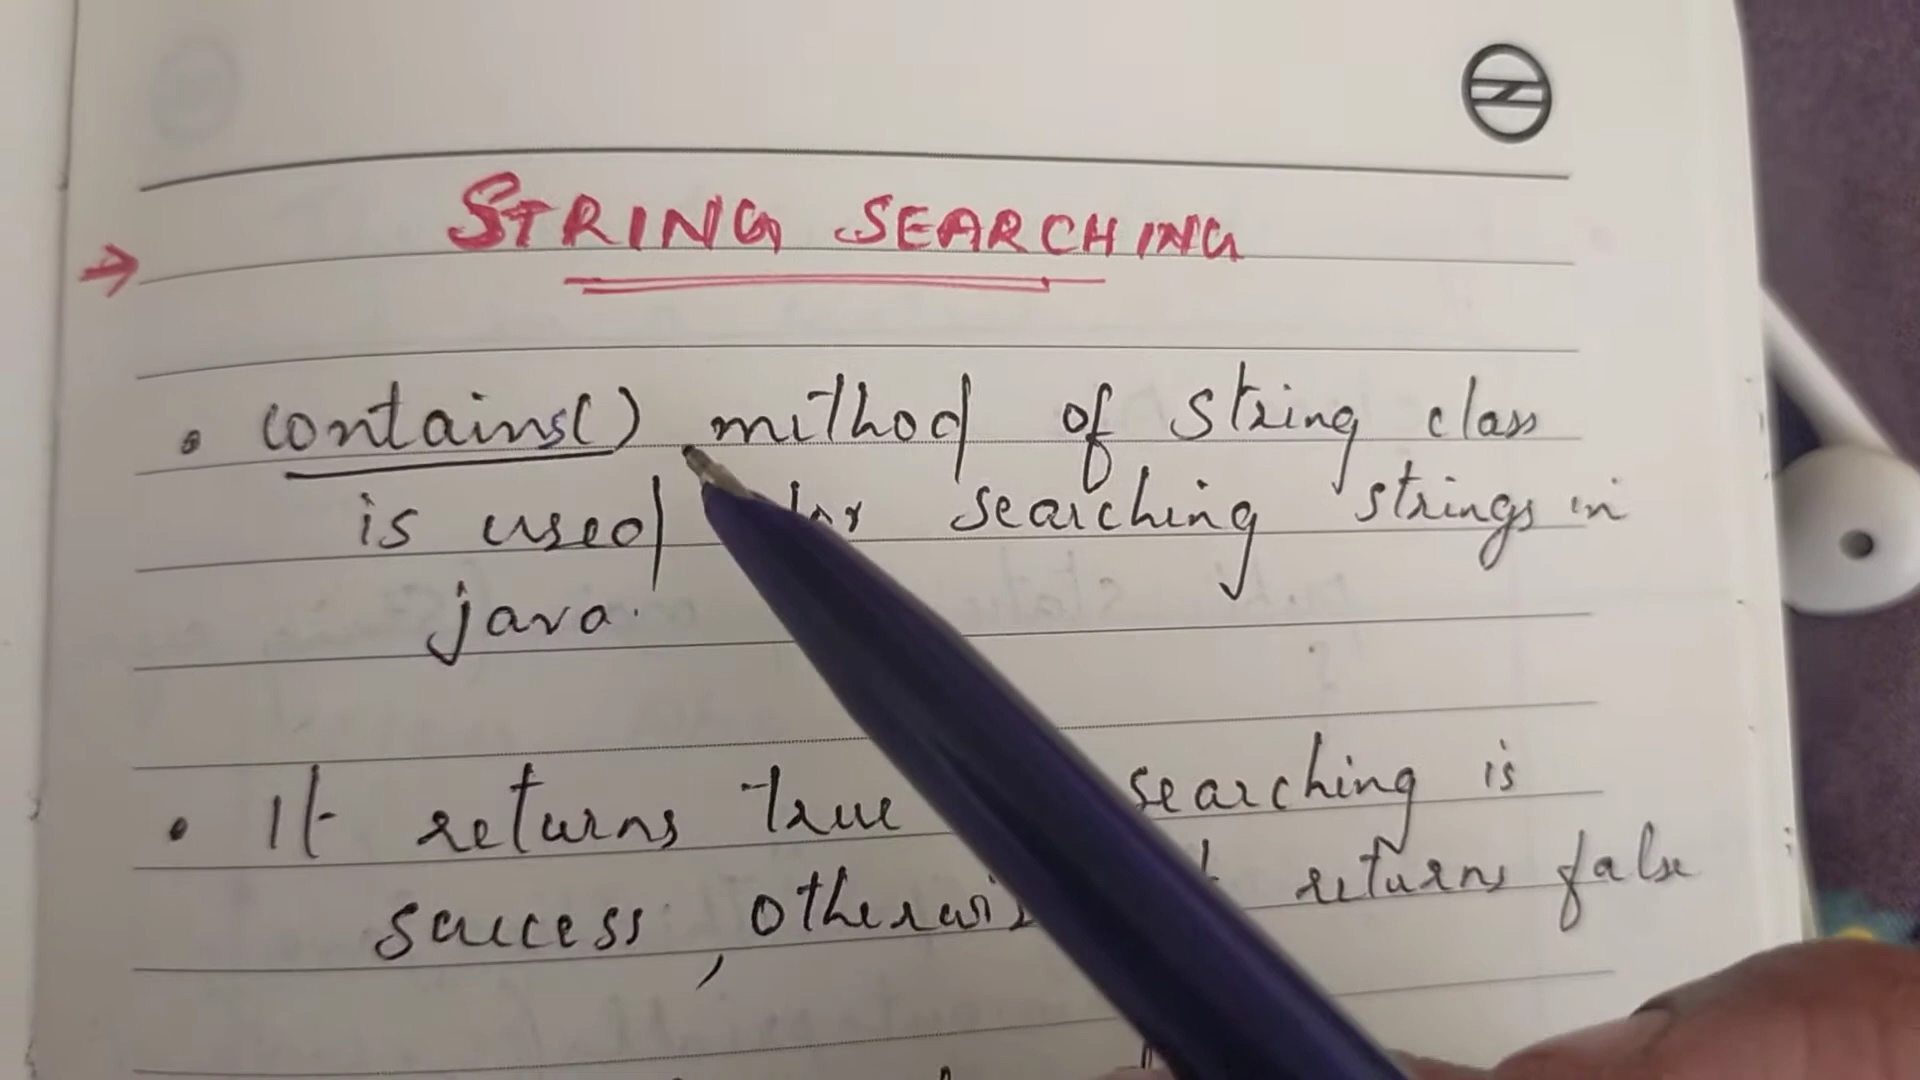 STRING SEARCHING
• contains() method of string class
is used searching strings in
java.
• It returns true searching is
success, returns false